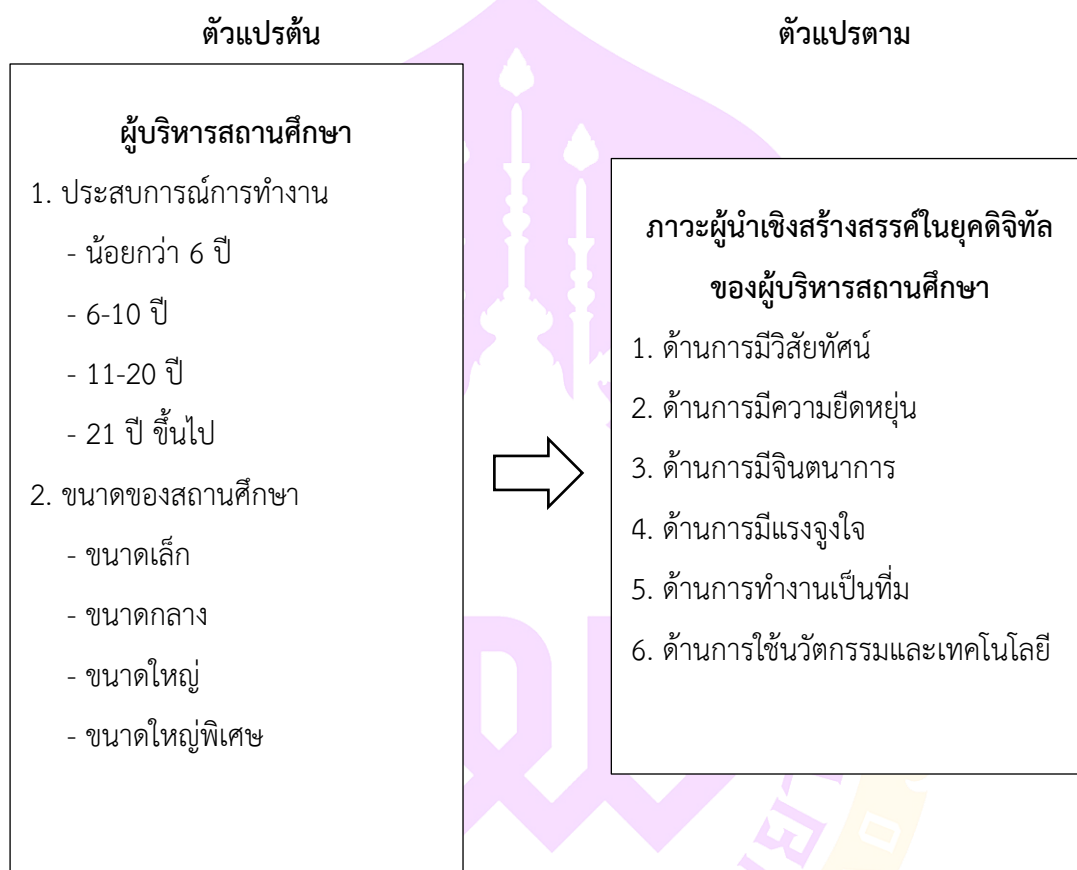 ตัวแปรต้น
ตัวแปรตาม
ผู้บริหารสถานศึกษา
1. ประสบการณ์การทำงาน
- น้อยกว่า 6 ปี
- 6-10 ปี
- 11-20 ปี
- 21 ปี ขึ้นไป
2. ขนาดของสถานศึกษา
- ขนาดเล็ก
- ขนาดกลาง
- ขนาดใหญ่
- ขนาดใหญ่พิเศษ
ภาวะผู้นำเชิงสร้างสรรค์ในยุคดิจิทัล
ของผู้บริหารสถานศึกษา
1. ด้านการมีวิสัยทัศน์
2. ด้านการมีความยืดหยุ่น
3. ด้านการมีจินตนาการ
4. ด้านการมีแรงจูงใจ
5. ด้านการทำงานเป็นที่ม
6. ด้านการใช้นวัตกรรมและเทคโนโลยี